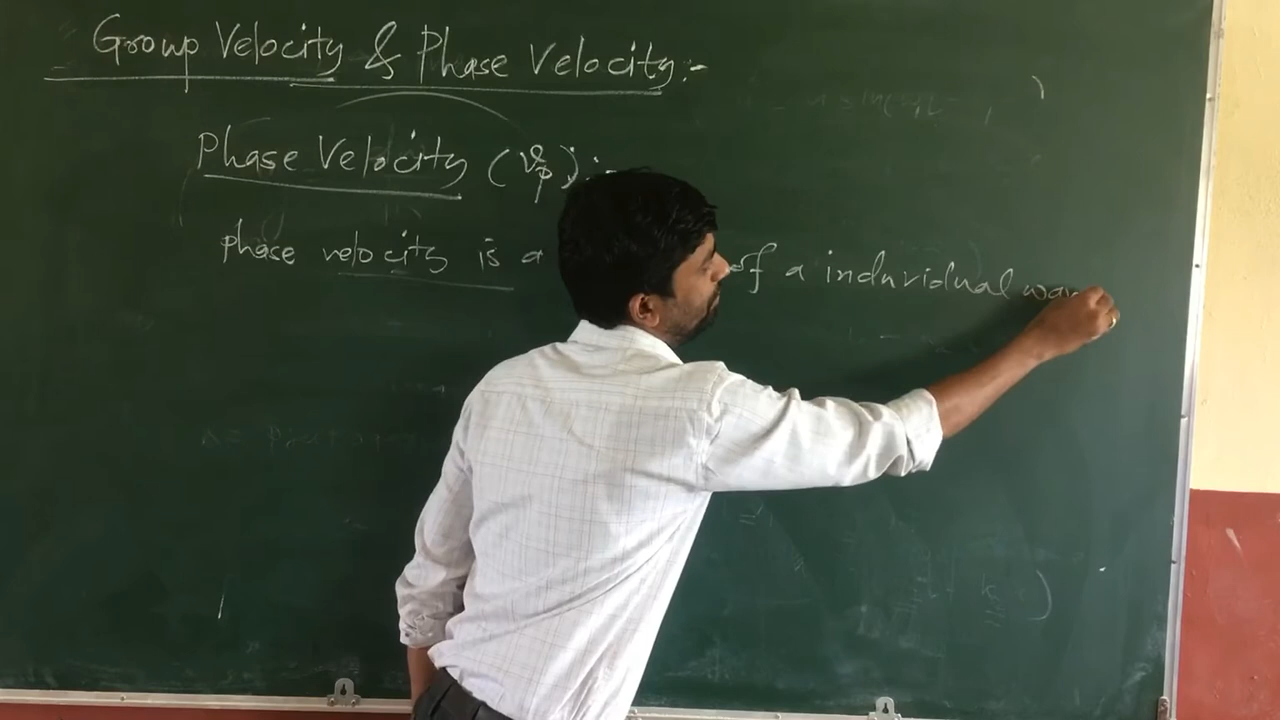 Group Velocity & Phase Velocity:-
Phase Velocity (vp):
phase velocity is a of a individual wav